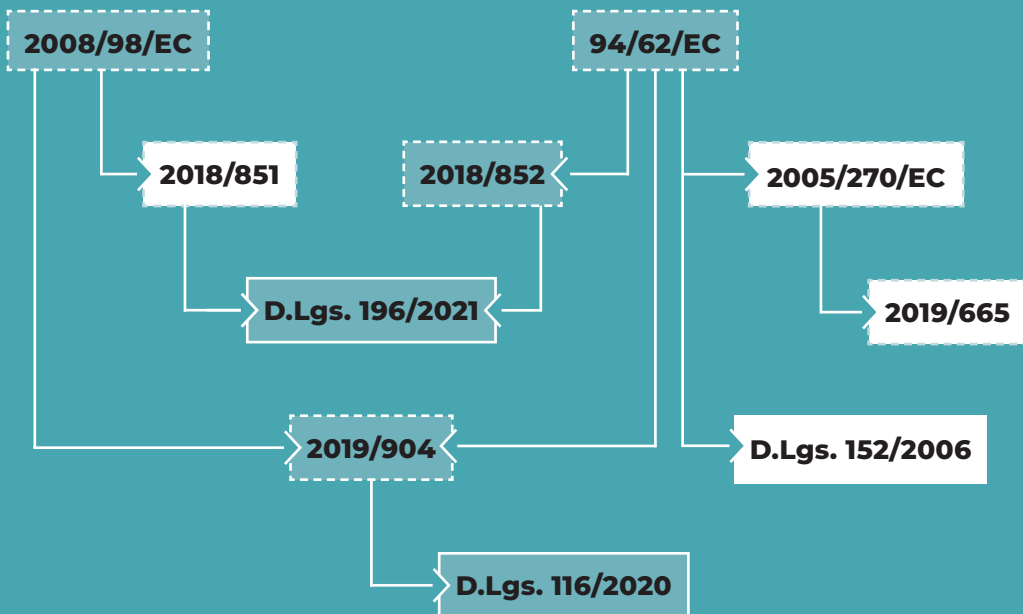 2008/98/EC
94/62/EC
2018/851
2018/852
2005/270/EC
D.Lgs. 196/2021
2019/665
2019/904
D.Lgs. 152/2006
D.Lgs. 116/2020